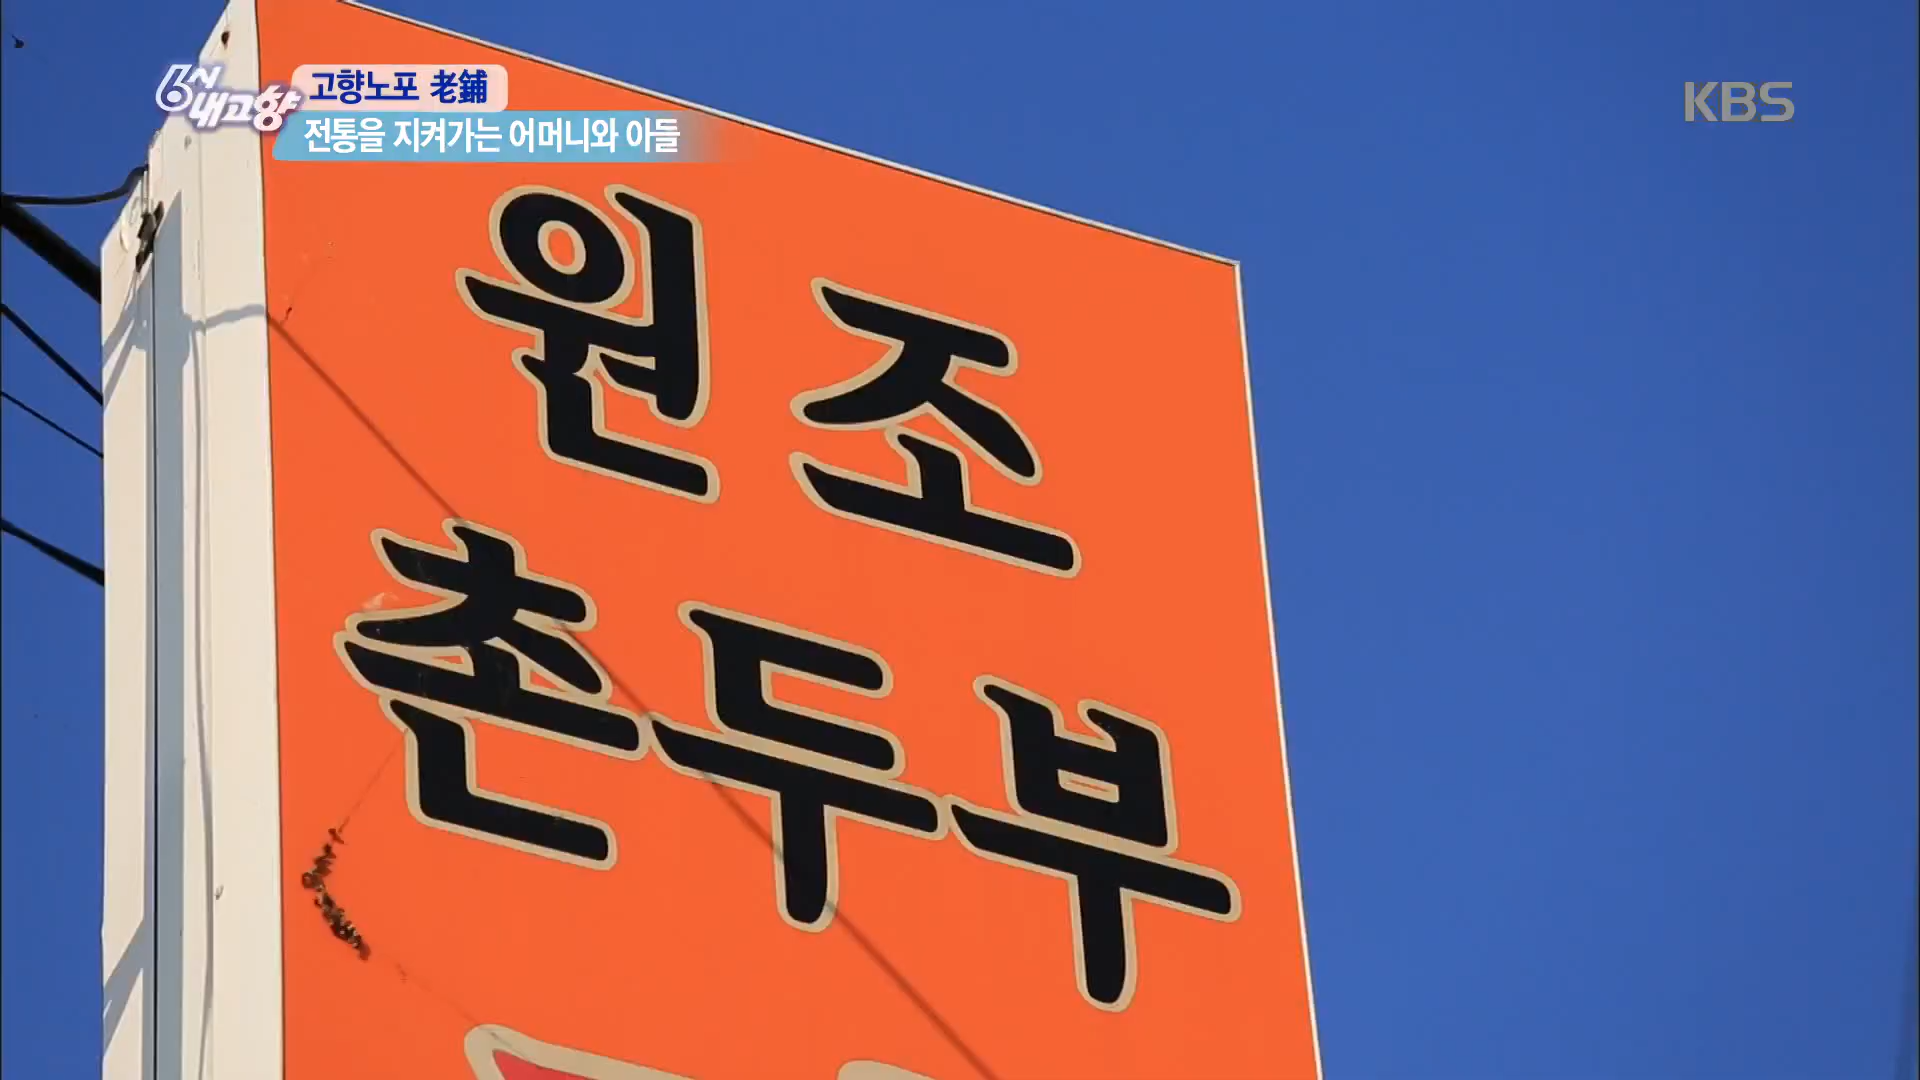 6시 내고향
고향노포 老鋪
전통을 지켜가는 어머니와 아들
KBS
원조
촌두부